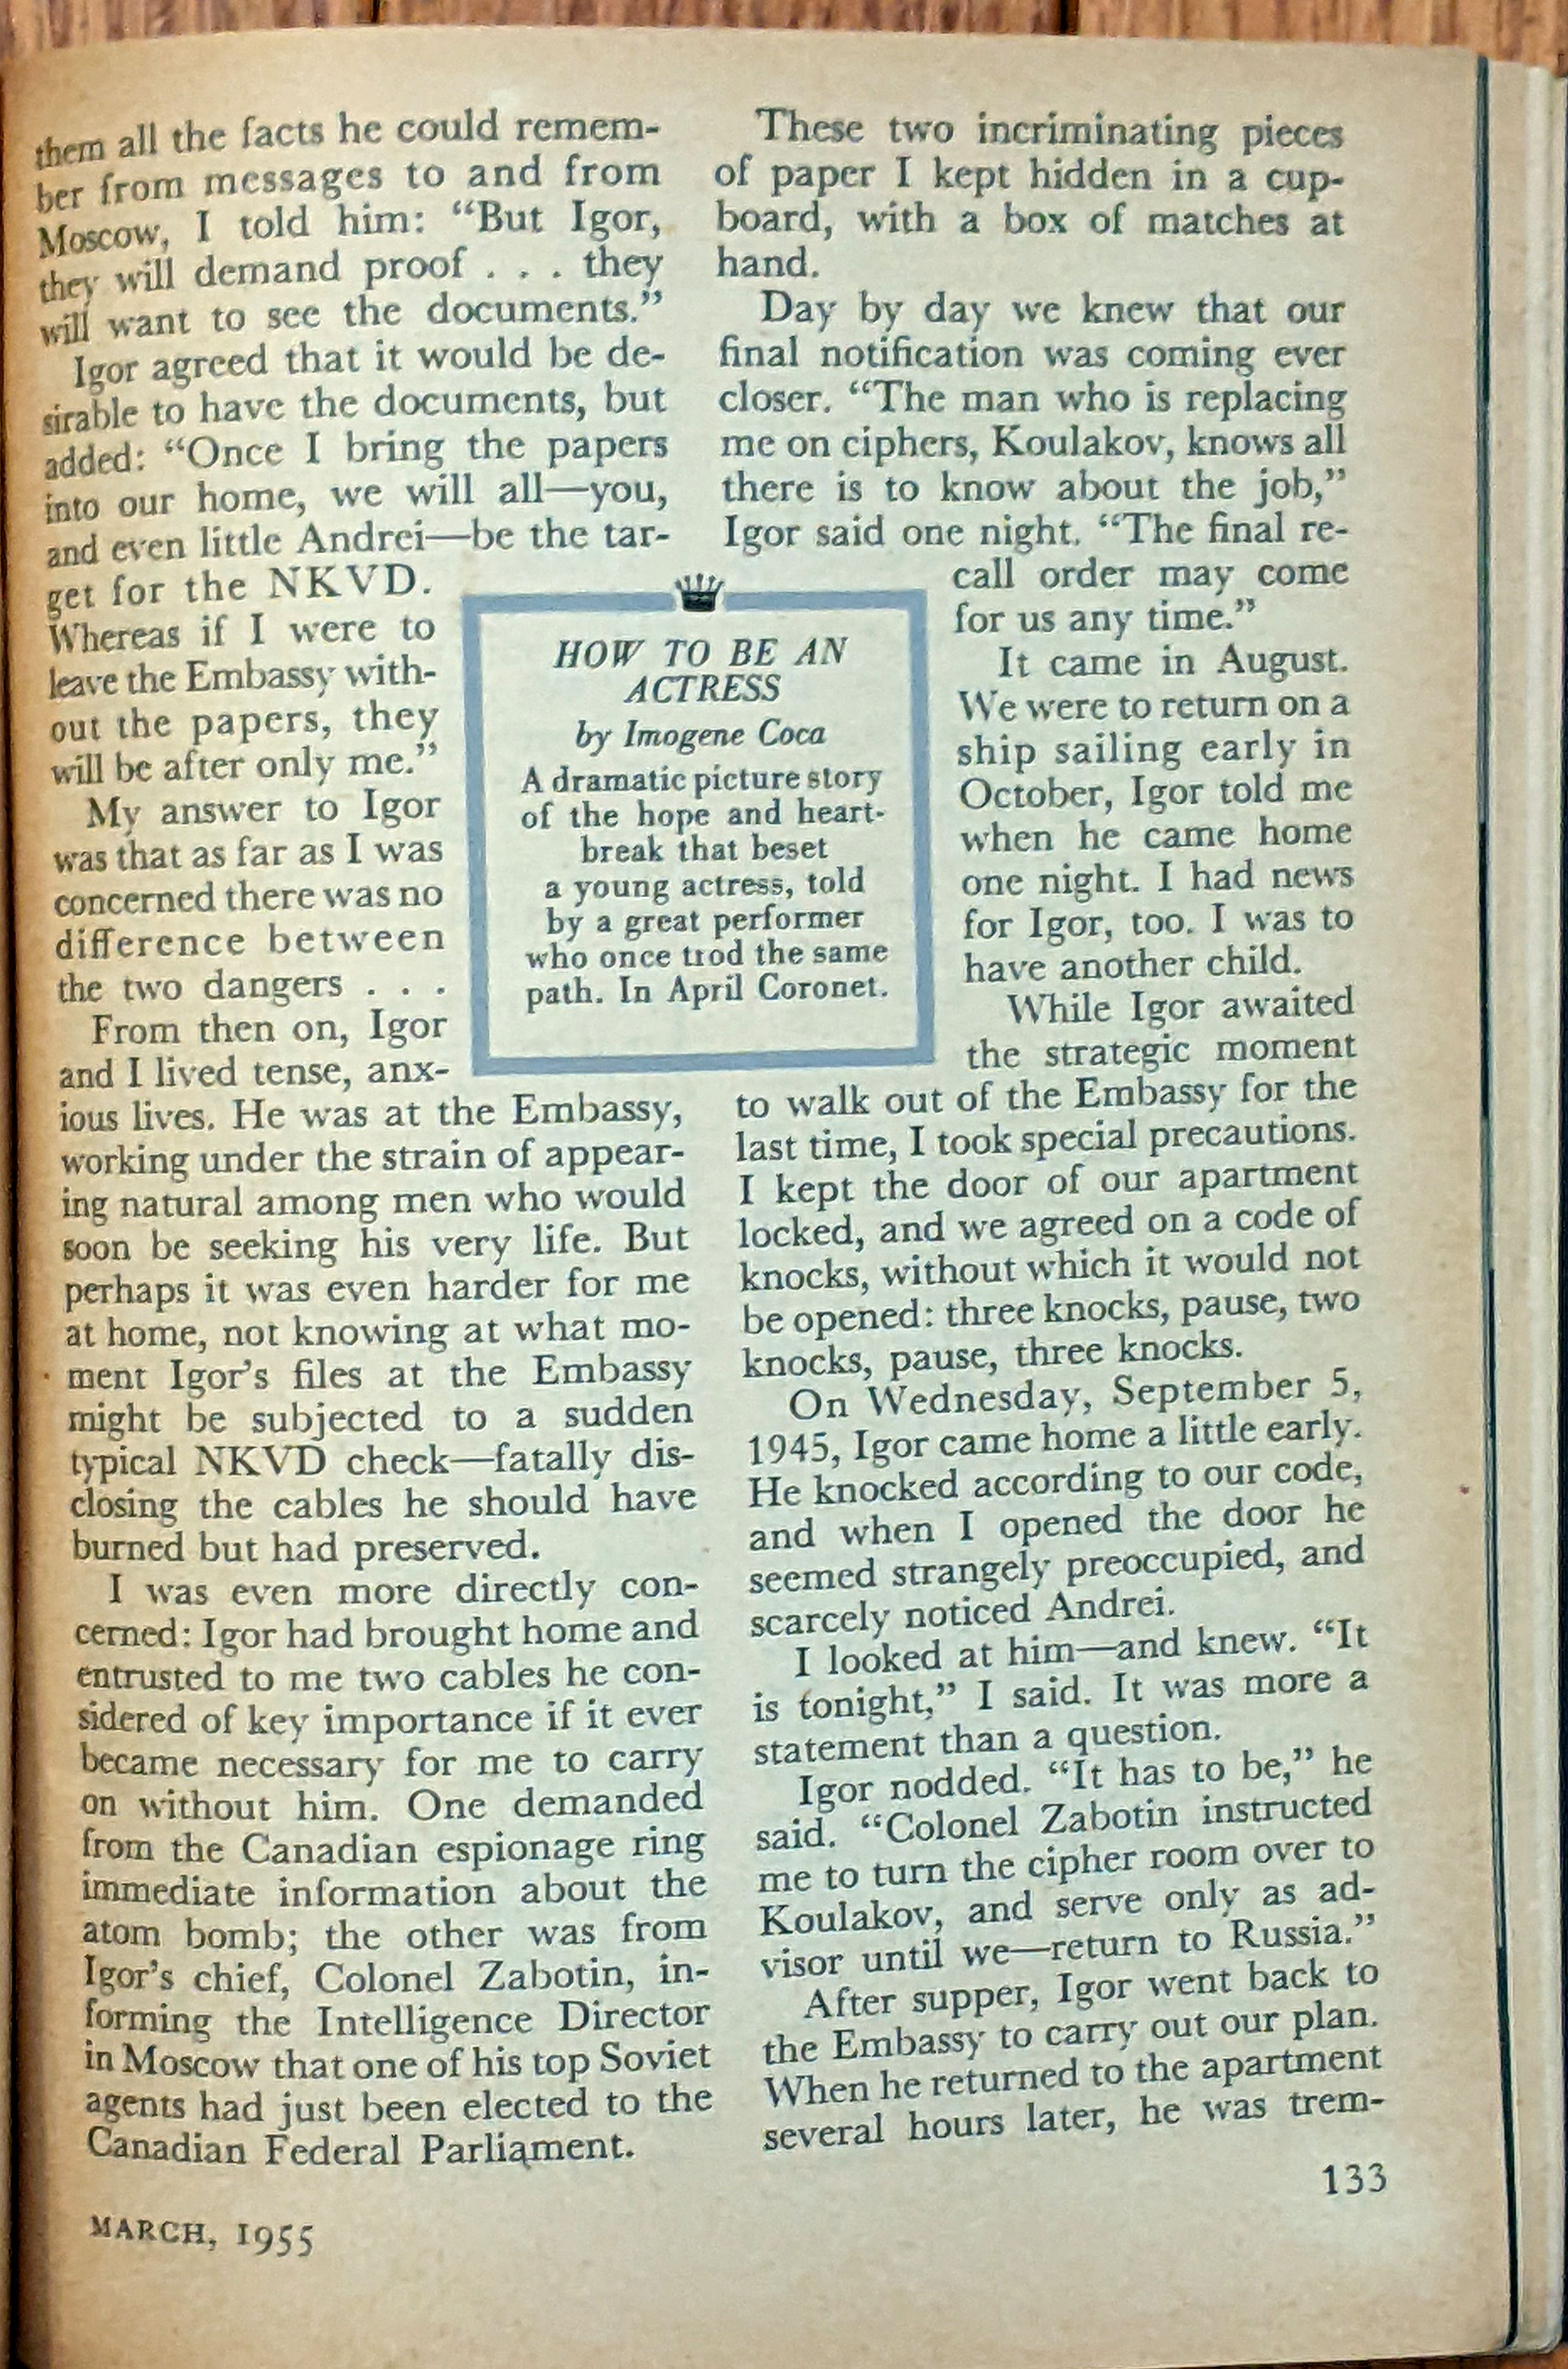 them all the facts he could remem-
ber from messages to and from
Moscow, I told him: “But Igor,
they will demand proof . . . they
will want to see the documents.”
Igor agreed that it would be de-
sirable to have the documents, but
added: “Once I bring the papers
into our home, we will all—you,
and even little Andrei—be the tar-
get for the NKVD.
Whereas if I were to
leave the Embassy with-
out the papers, they
will be after only me.”
My answer to Igor
was that as far as I was
concerned there was no
difference between
the two dangers . . .
From then on, Igor
and I lived tense, anx-
ious lives. He was at the Embassy,
working under the strain of appear-
ing natural among men who would
soon be seeking his very life. But
perhaps it was even harder for me
at home, not knowing at what mo-
ment Igor’s files at the Embassy
might be subjected to a sudden
typical NKVD check—fatally dis-
closing the cables he should have
burned but had preserved.
I was even more directly con-
cerned: Igor had brought home and
entrusted to me two cables he con-
sidered of key importance if it ever
became necessary for me to carry
on without him. One demanded
from the Canadian espionage ring
immediate information about the
atom bomb; the other was from
Igor’s chief, Colonel Zabotin, in-
forming the Intelligence Director
in Moscow that one of his top Soviet
agents had just been elected to the
Canadian Federal Parliament.
HOW TO BE AN
ACTRESS
by Imogene Coca
A dramatic picture story
of the hope and heart-
break that beset
a young actress, told
by a great performer
who once trod the same
path. In April Coronet.
These two incriminating pieces
of paper I kept hidden in a cup-
board, with a box of matches at
hand.
Day by day we knew that our
final notification was coming ever
closer. “The man who is replacing
me on ciphers, Koulakov, knows all
there is to know about the job,”
Igor said one night. “The final re-
call order may come
for us any time.”
It came in August.
We were to return on a
ship sailing early in
October, Igor told me
when he came home
one night. I had news
for Igor, too. I was to
have another child.
While Igor awaited
the strategic moment
to walk out of the Embassy for the
last time, I took special precautions.
I kept the door of our apartment
locked, and we agreed on a code of
knocks, without which it would not
be opened: three knocks, pause, two
knocks, pause, three knocks.
On Wednesday, September 5,
1945, Igor came home a little early.
He knocked according to our code,
and when I opened the door he
seemed strangely preoccupied, and
scarcely noticed Andrei.
I looked at him—and knew. “It
is tonight,” I said. It was more a
statement than a question.
Igor nodded. “It has to be,” he
said. “Colonel Zabotin instructed
me to turn the cipher room over to
Koulakov, and serve only as ad-
visor until we—return to Russia.”
After supper, Igor went back to
the Embassy to carry out our plan.
When he returned to the apartment
several hours later, he was trem-
MARCH, 1955
133